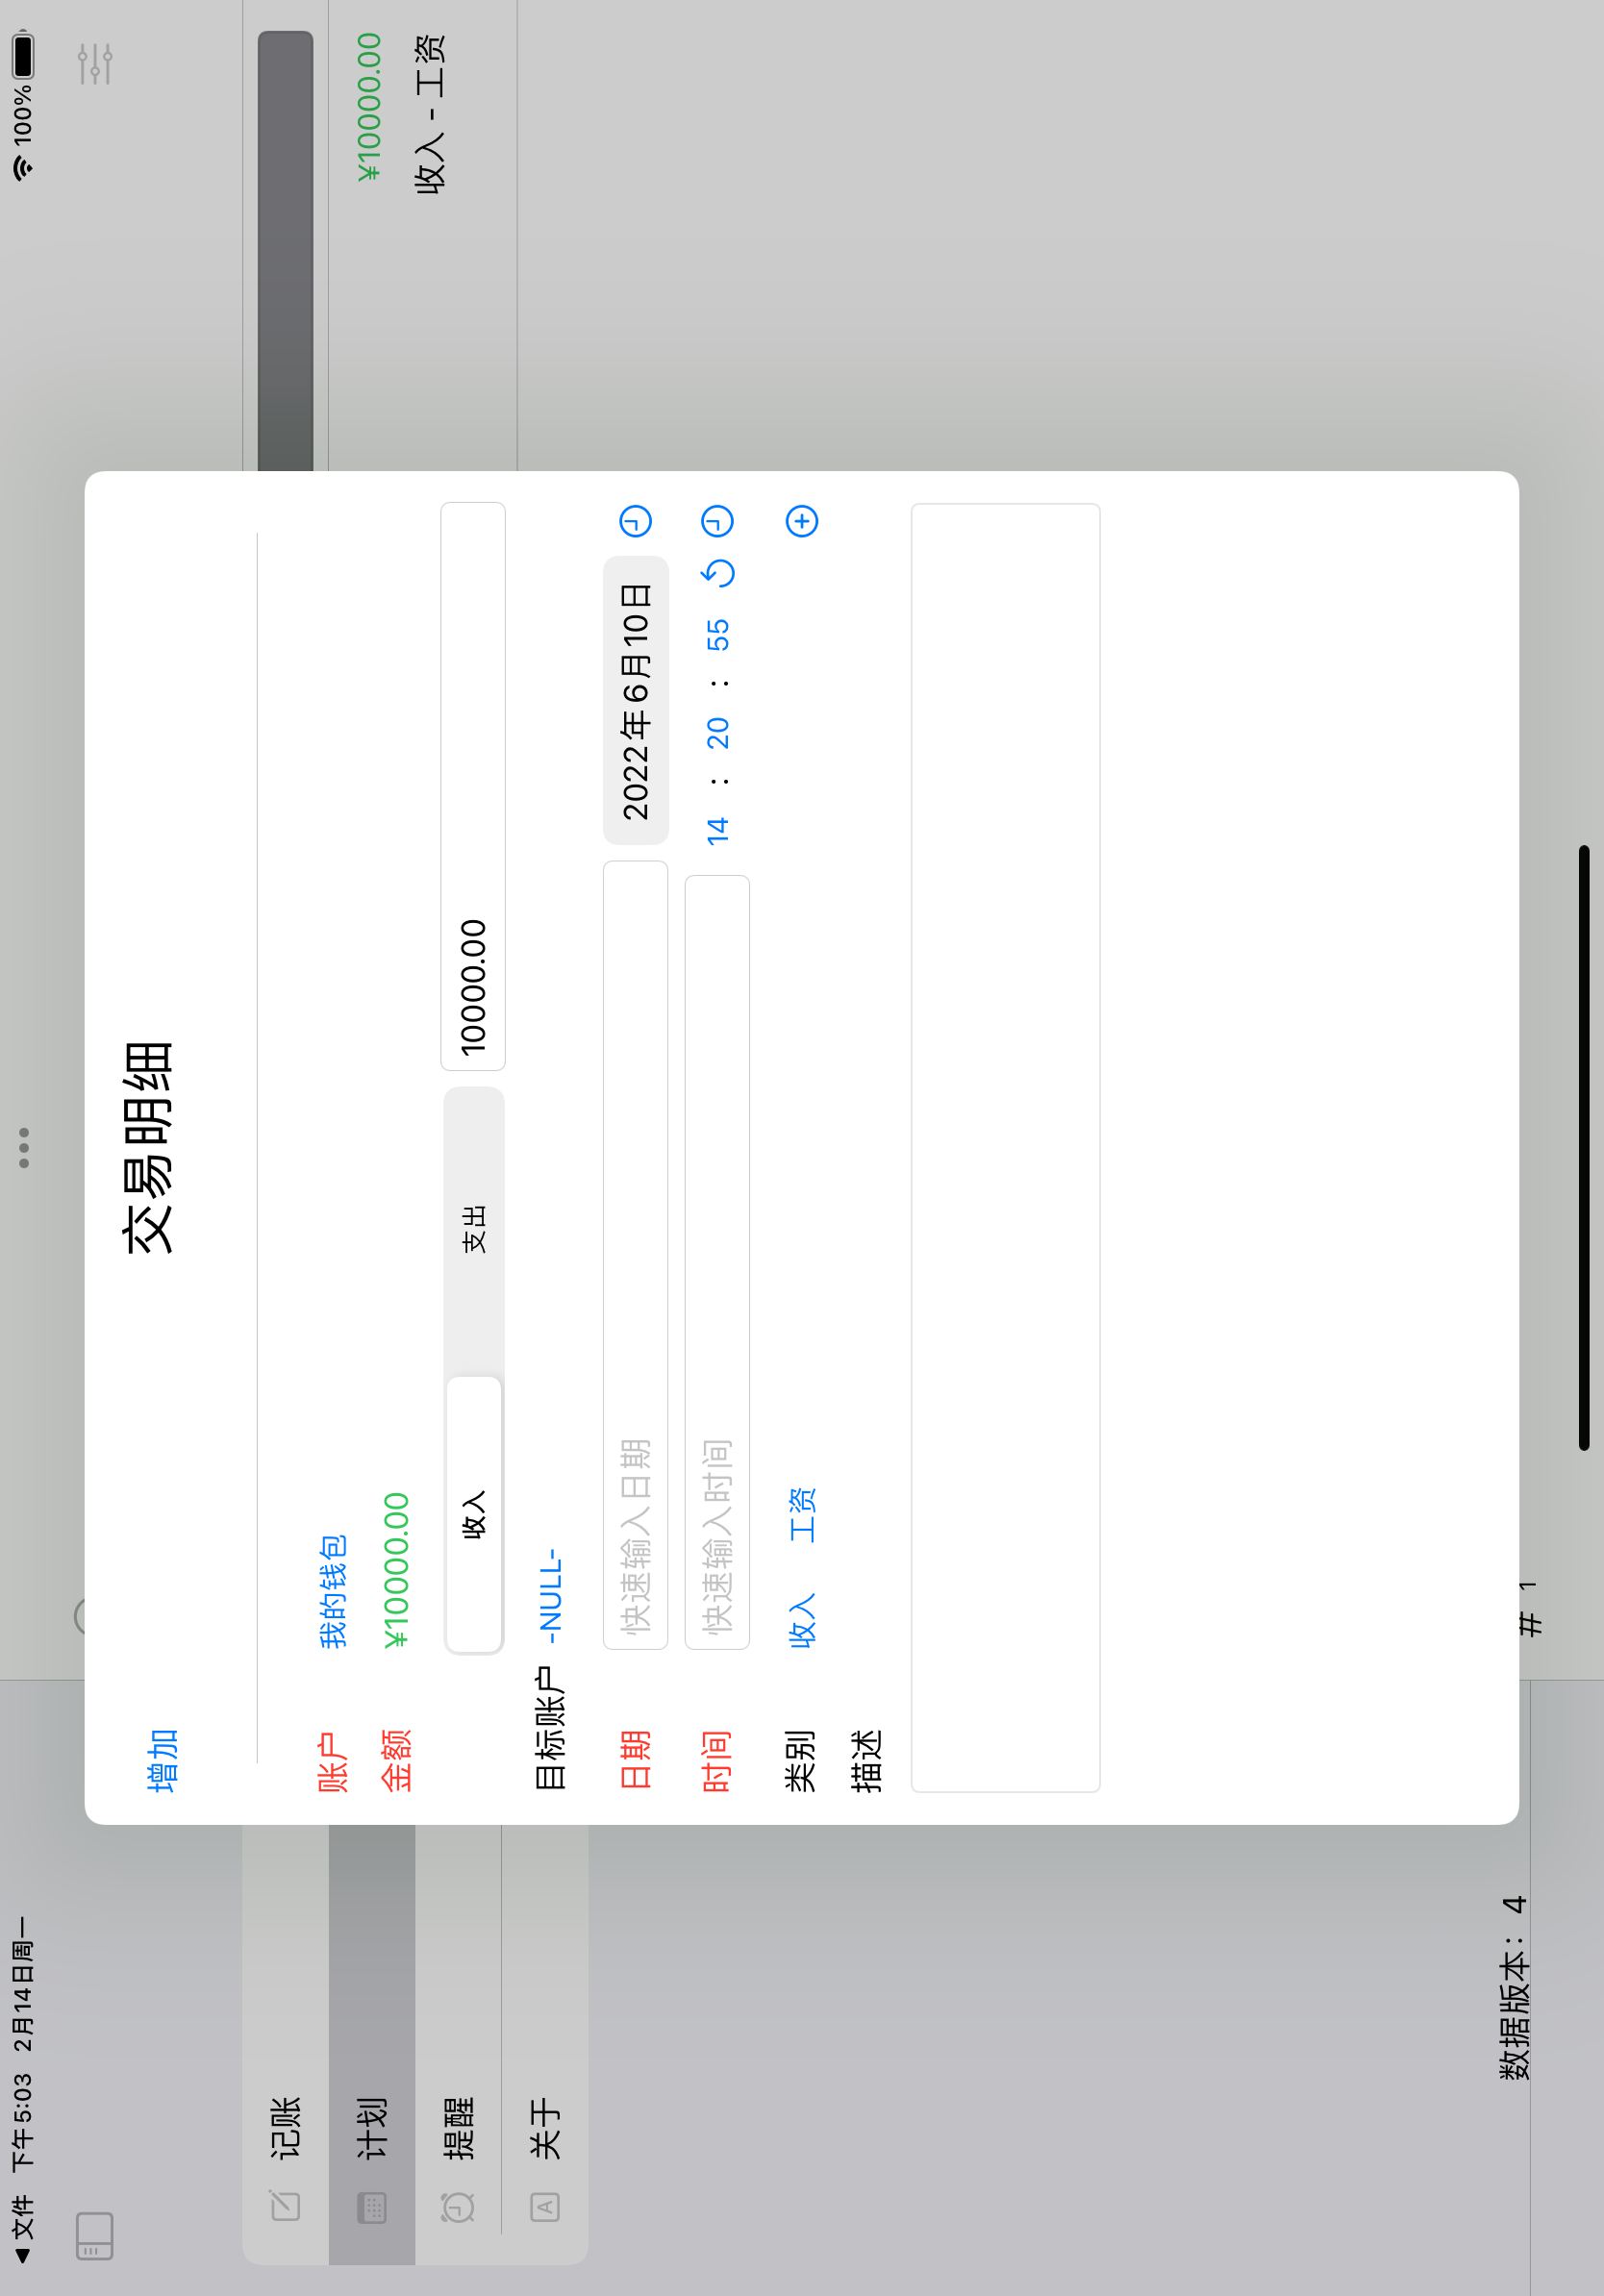 文件 下午5:03 2月14日周一
100%
记账
计划
提醒
关于
数据版本： 4
¥10000.00
收入 - 工资
# 1
交易明细
增加
账户 我的钱包
金额 ¥10000.00
收入 支出 10000.00
目标账户 -NULL-
日期 快速输入日期 2022年6月10日
时间 快速输入时间 14 : 20 : 55
类别 收入 工资
描述